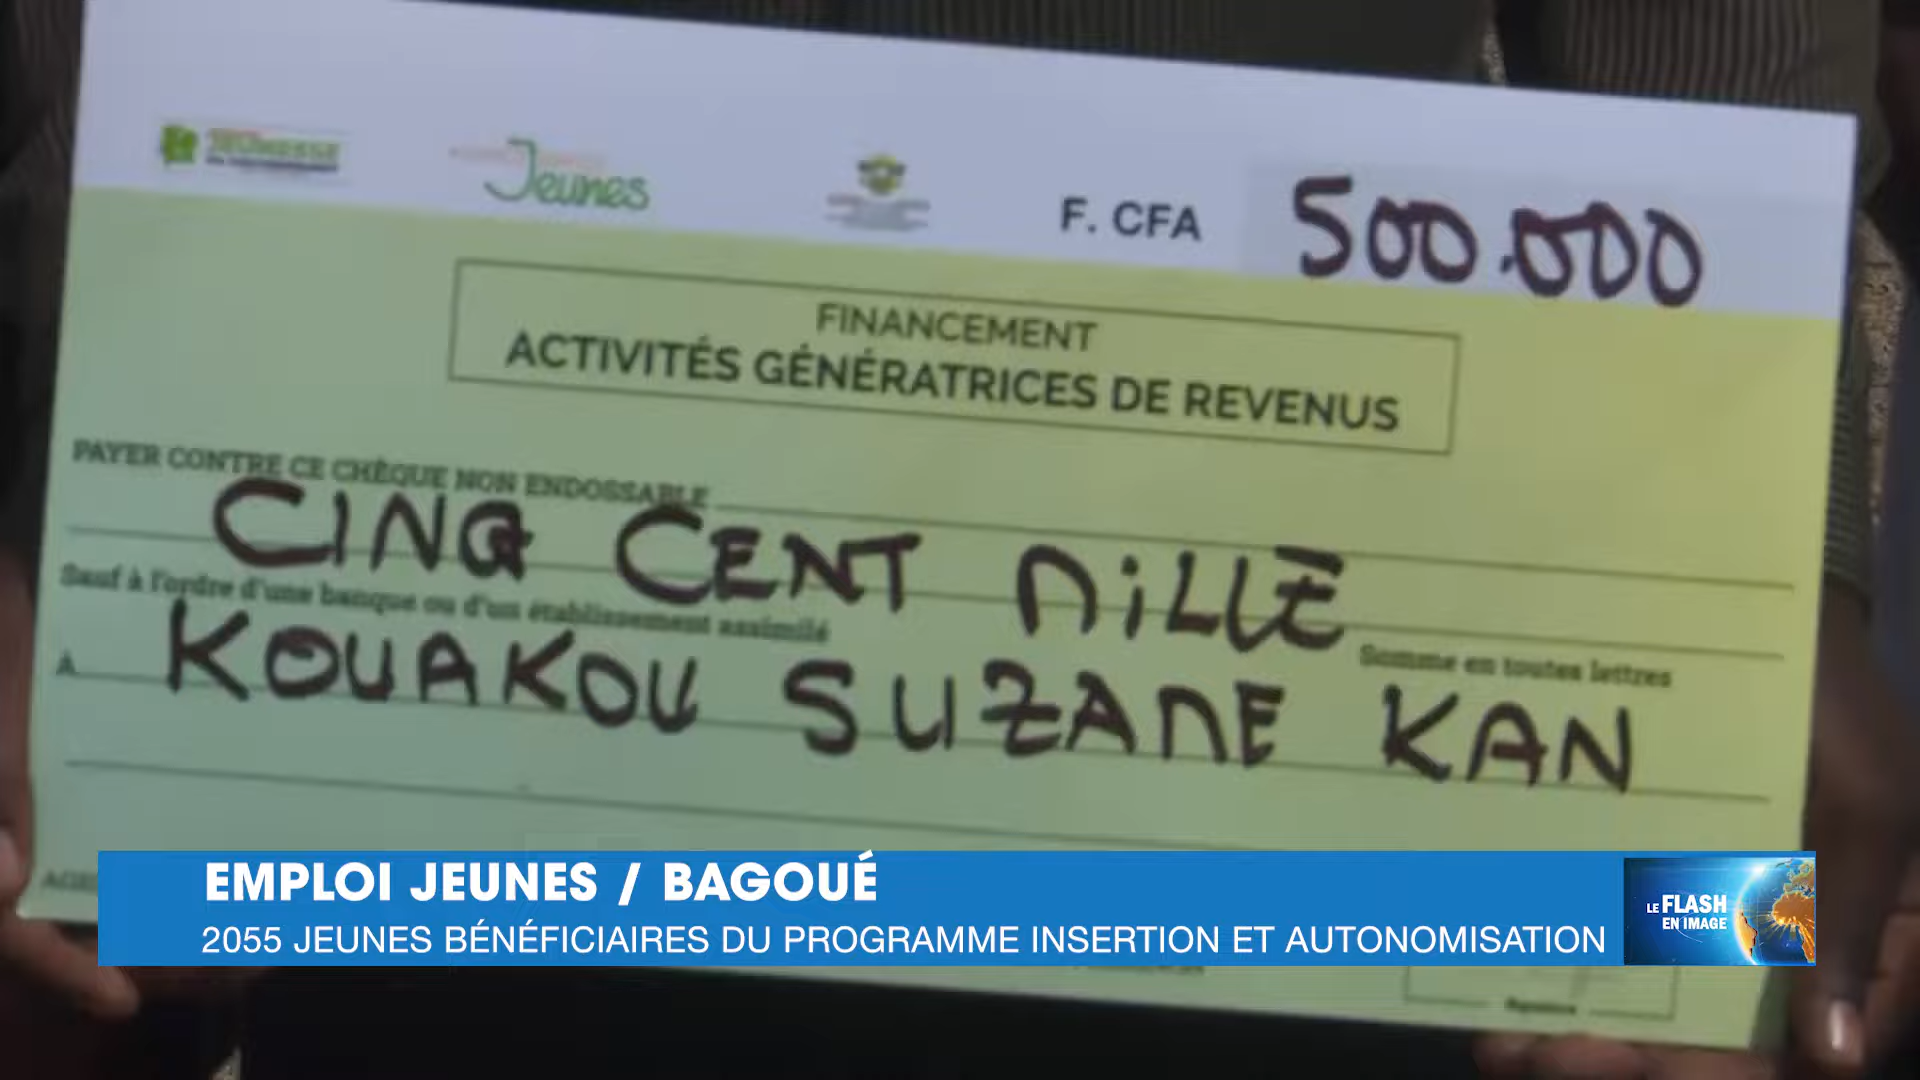 JEUNESSE
Jeunes
F. CFA 500.000
FINANCEMENT
ACTIVITÉS GÉNÉRATRICES DE REVENUS
PAYER CONTRE CE CHÈQUE NON ENDOSSABLE
CINQ CENT MILLE
Sauf à l'ordre d'une banque ou d'un établissement assimilé
Somme en toutes lettres
A KOUAKOU SUZANE KAN
EMPLOI JEUNES / BAGOUÉ
2055 JEUNES BÉNÉFICIAIRES DU PROGRAMME INSERTION ET AUTONOMISATION
LE FLASH
EN IMAGE
Signature